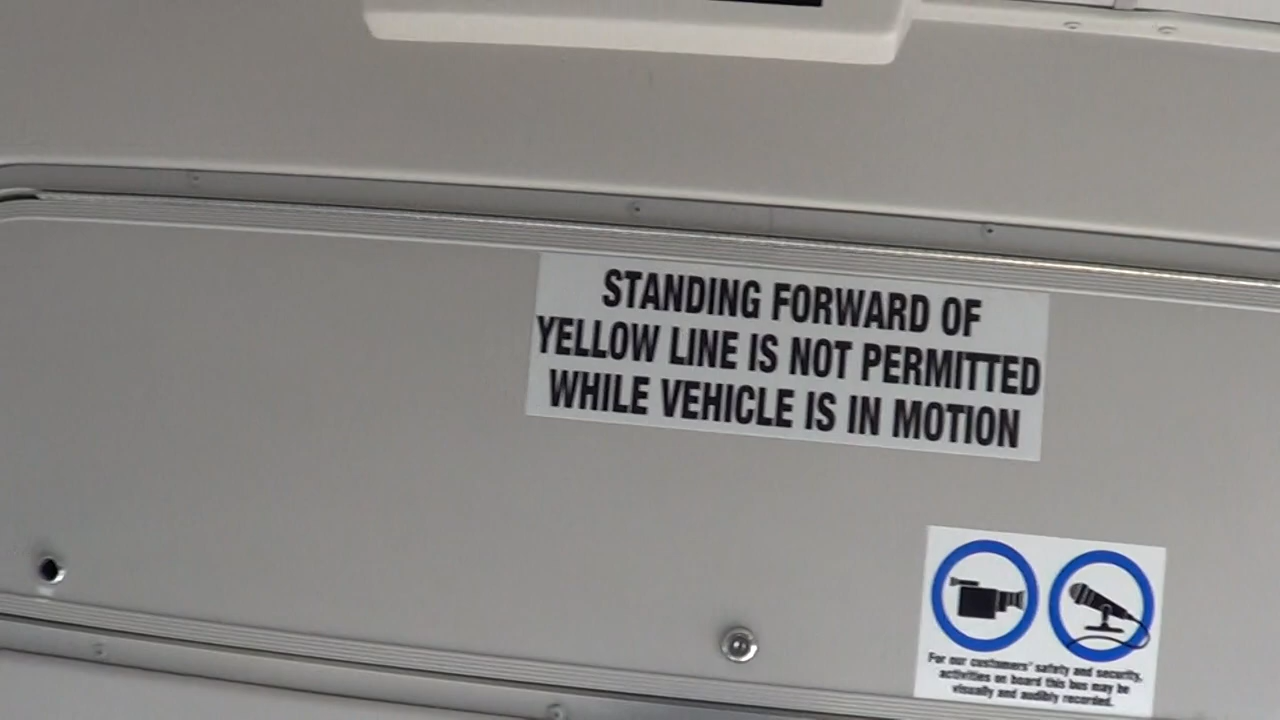 STANDING FORWARD OF
YELLOW LINE IS NOT PERMITTED
WHILE VEHICLE IS IN MOTION
For our customers' safety and security,
activities on board this bus may be
visually and audibly recorded.